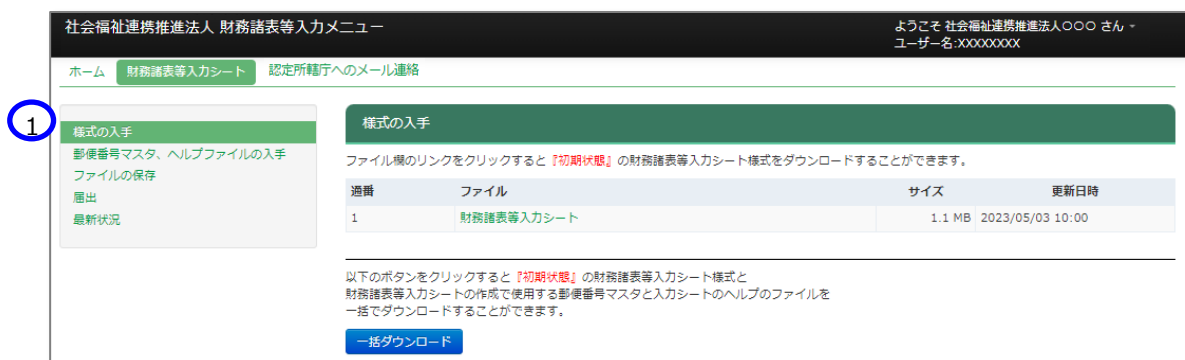 社会福祉連携推進法人 財務諸表等入力メニュー
ようこそ 社会福祉連携推進法人〇〇〇 さん
ユーザー名:XXXXXXXX
ホーム 財務諸表等入力シート 認定所轄庁へのメール連絡
1
様式の入手
郵便番号マスタ、ヘルプファイルの入手
ファイルの保存
届出
最新状況
様式の入手
ファイル欄のリンクをクリックすると『初期状態』の財務諸表等入力シート様式をダウンロードすることができます。
通番 ファイル サイズ 更新日時
1 財務諸表等入力シート 1.1 MB 2023/05/03 10:00
以下のボタンをクリックすると『初期状態』の財務諸表等入力シート様式と
財務諸表等入力シートの作成で使用する郵便番号マスタと入力シートのヘルプのファイルを
一括でダウンロードすることができます。
一括ダウンロード